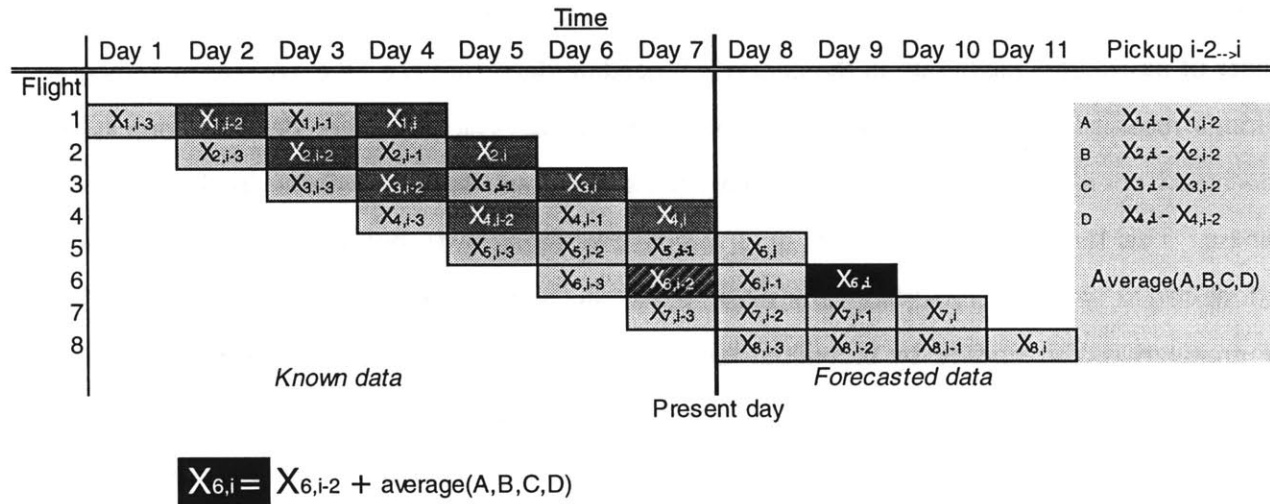 Time
Day 1 Day 2 Day 3 Day 4 Day 5 Day 6 Day 7 Day 8 Day 9 Day 10 Day 11 Pickup i-2-->i
Flight
1 X1,i-3 X1,i-2 X1,i-1 X1,i A X1,i - X1,i-2
2 X2,i-3 X2,i-2 X2,i-1 X2,i B X2,i - X2,i-2
3 X3,i-3 X3,i-2 X3,i-1 X3,i C X3,i - X3,i-2
4 X4,i-3 X4,i-2 X4,i-1 X4,i D X4,i - X4,i-2
5 X5,i-3 X5,i-2 X5,i-1 X5,i
6 X6,i-3 X6,i-2 X6,i-1 X6,i Average(A,B,C,D)
7 X7,i-3 X7,i-2 X7,i-1 X7,i
8 X8,i-3 X8,i-2 X8,i-1 X8,i
Known data Forecasted data
Present day
X6,i = X6,i-2 + average(A,B,C,D)